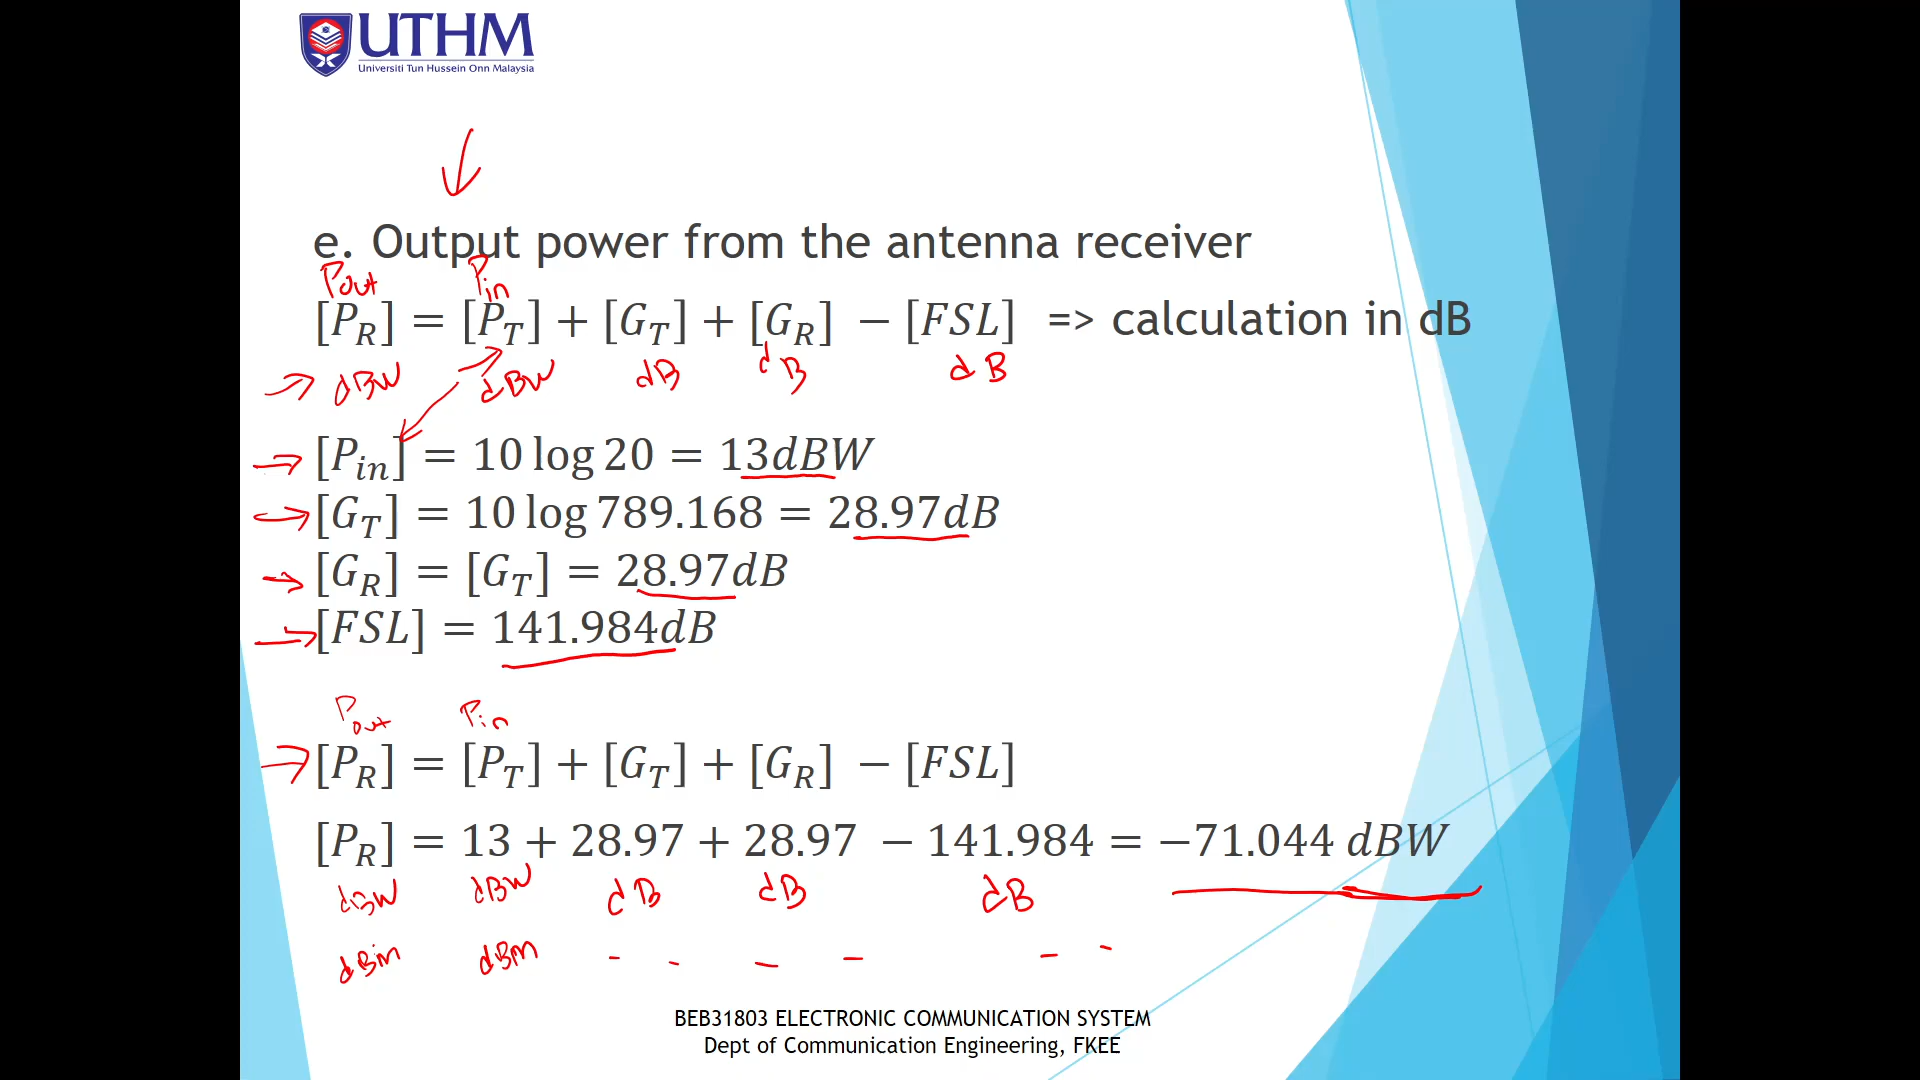 UTHM
Universiti Tun Hussein Onn Malaysia
e. Output power from the antenna receiver
Pout Pin
[P_R] = [P_T] + [G_T] + [G_R] − [FSL] => calculation in dB
dBW dBW dB dB dB
[P_in] = 10 log 20 = 13dBW
[G_T] = 10 log 789.168 = 28.97dB
[G_R] = [G_T] = 28.97dB
[FSL] = 141.984dB
Pout Pin
[P_R] = [P_T] + [G_T] + [G_R] − [FSL]
[P_R] = 13 + 28.97 + 28.97 − 141.984 = −71.044 dBW
dBW dBW dB dB dB
dBm dBm - - - - - -
BEB31803 ELECTRONIC COMMUNICATION SYSTEM
Dept of Communication Engineering, FKEE